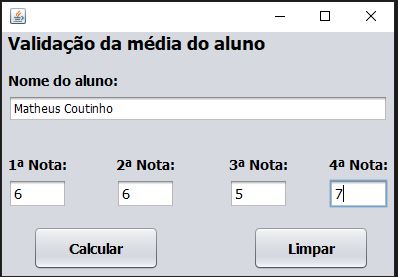 Validação da média do aluno
Nome do aluno:
Matheus Coutinho
1ª Nota: 2ª Nota: 3ª Nota: 4ª Nota:
6 6 5 7
Calcular Limpar